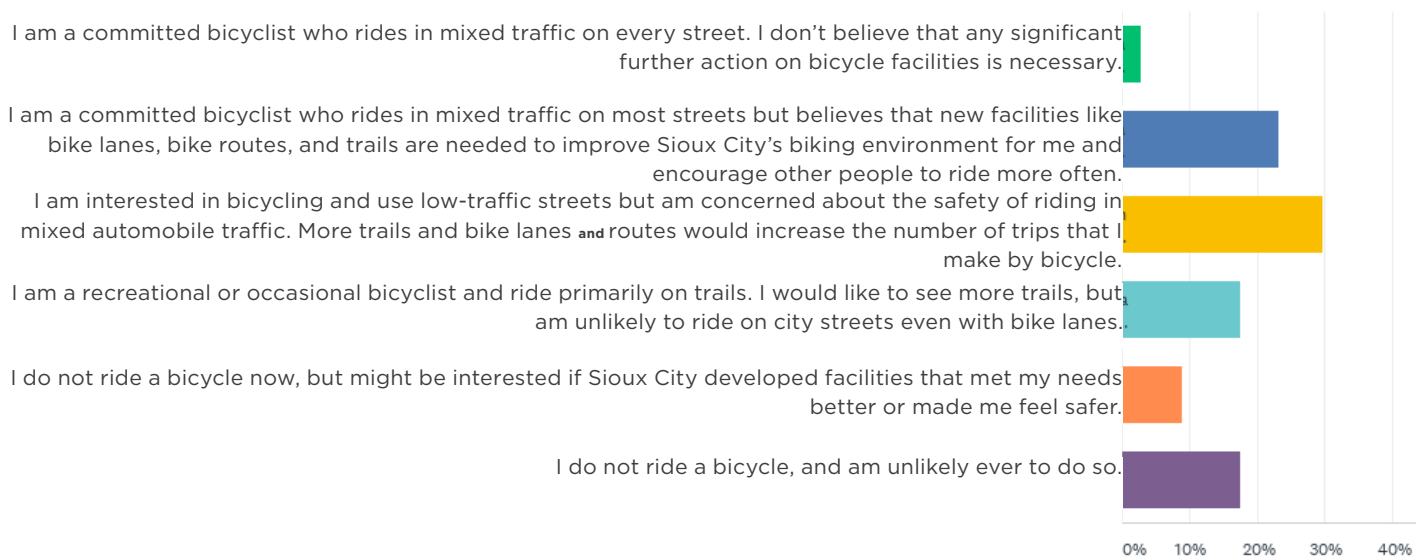 I am a committed bicyclist who rides in mixed traffic on every street. I don’t believe that any significant
further action on bicycle facilities is necessary.
I am a committed bicyclist who rides in mixed traffic on most streets but believes that new facilities like
bike lanes, bike routes, and trails are needed to improve Sioux City’s biking environment for me and
encourage other people to ride more often.
I am interested in bicycling and use low-traffic streets but am concerned about the safety of riding in
mixed automobile traffic. More trails and bike lanes and routes would increase the number of trips that I
make by bicycle.
I am a recreational or occasional bicyclist and ride primarily on trails. I would like to see more trails, but
am unlikely to ride on city streets even with bike lanes.
I do not ride a bicycle now, but might be interested if Sioux City developed facilities that met my needs
better or made me feel safer.
I do not ride a bicycle, and am unlikely ever to do so.
0% 10% 20% 30% 40%